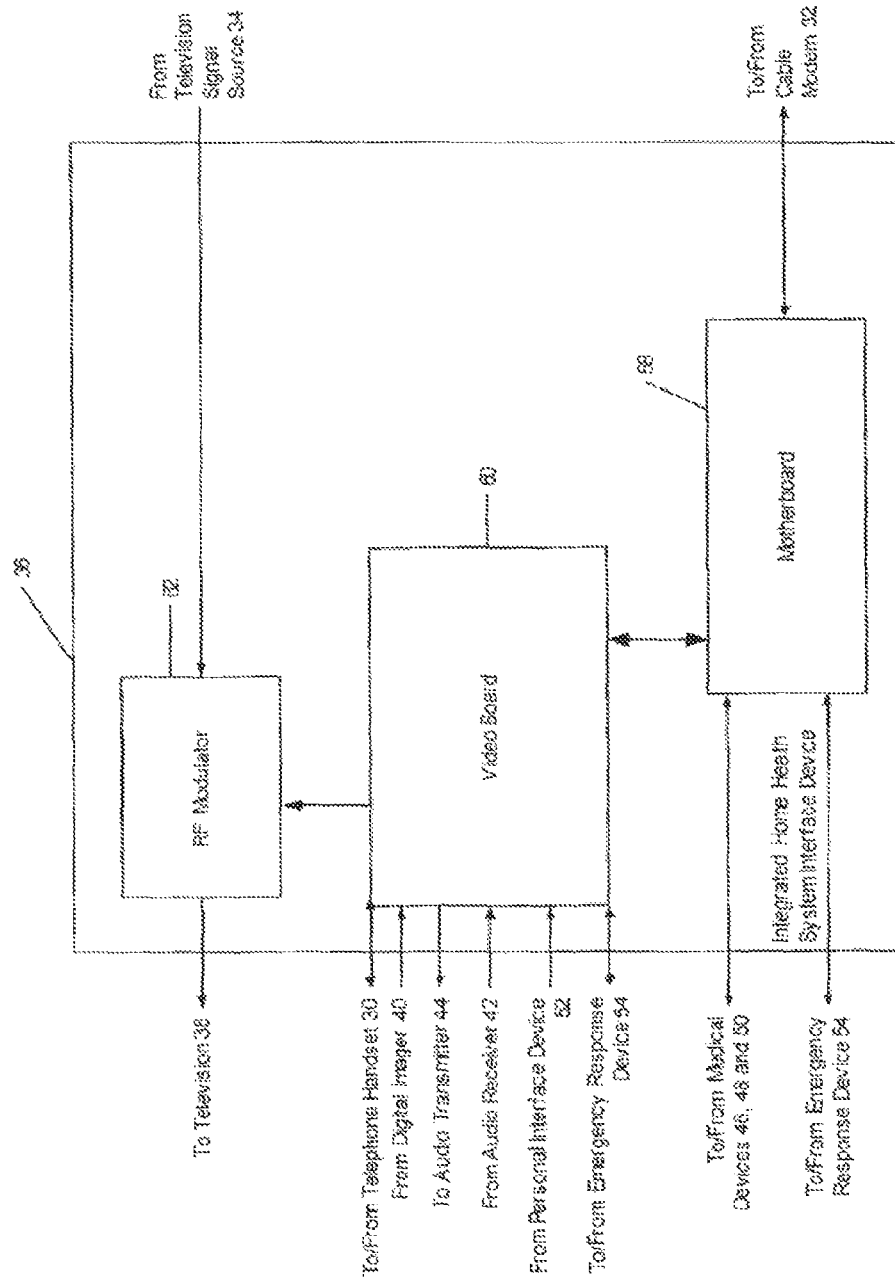 36
From
Television
Signal
Source 34
62
RF Modulator
To Television 38
To/From Telephone Handset 30
From Digital Imager 40
To Audio Transmitter 44
From Audio Receiver 42
From Personal Interface Device
52
To/From Emergency Response
Device 54
Video Board
60
58
Motherboard
To/From
Cable
Modem 32
To/From Medical
Devices 46, 48 and 50
Integrated Home Health
System Interface Device
To/From Emergency
Response Device 54